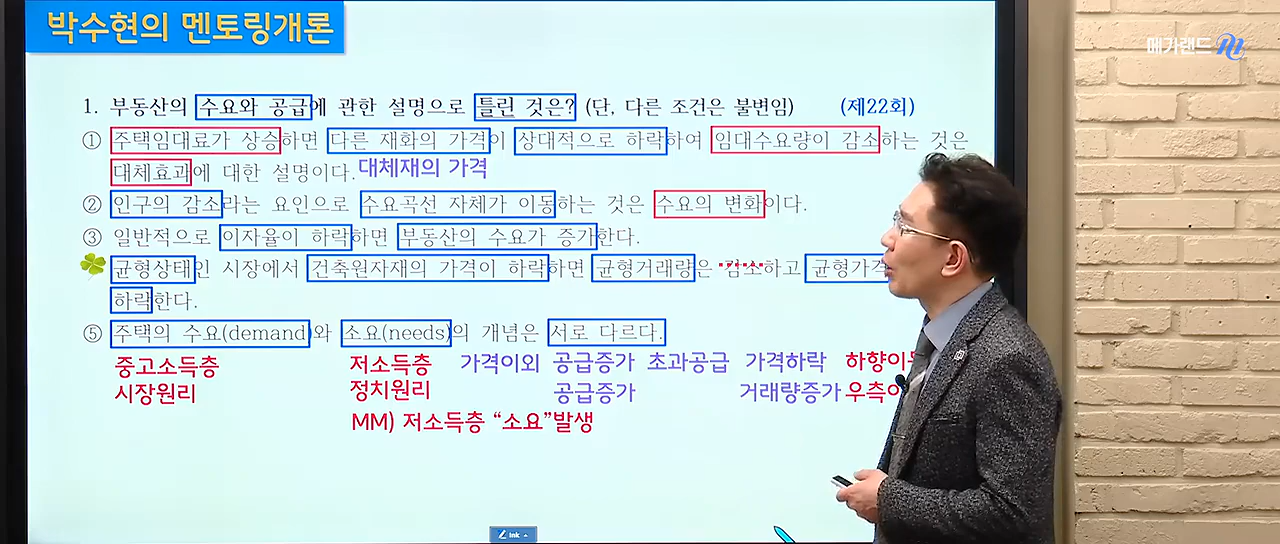 박수현의 멘토링개론
메가랜드
1. 부동산의 수요와 공급에 관한 설명으로 틀린 것은? (단, 다른 조건은 불변임) (제22회)
① 주택임대료가 상승하면 다른 재화의 가격이 상대적으로 하락하여 임대수요량이 감소하는 것은
대체효과에 대한 설명이다. 대체재의 가격
② 인구의 감소라는 요인으로 수요곡선 자체가 이동하는 것은 수요의 변화이다.
③ 일반적으로 이자율이 하락하면 부동산의 수요가 증가한다.
균형상태인 시장에서 건축원자재의 가격이 하락하면 균형거래량은 감소하고 균형가격
하락한다.
⑤ 주택의 수요(demand)와 소요(needs)의 개념은 서로 다르다.
중고소득층 저소득층 가격이외 공급증가 초과공급 가격하락
시장원리 정치원리 공급증가 거래량증가
MM) 저소득층 “소요”발생
Ink